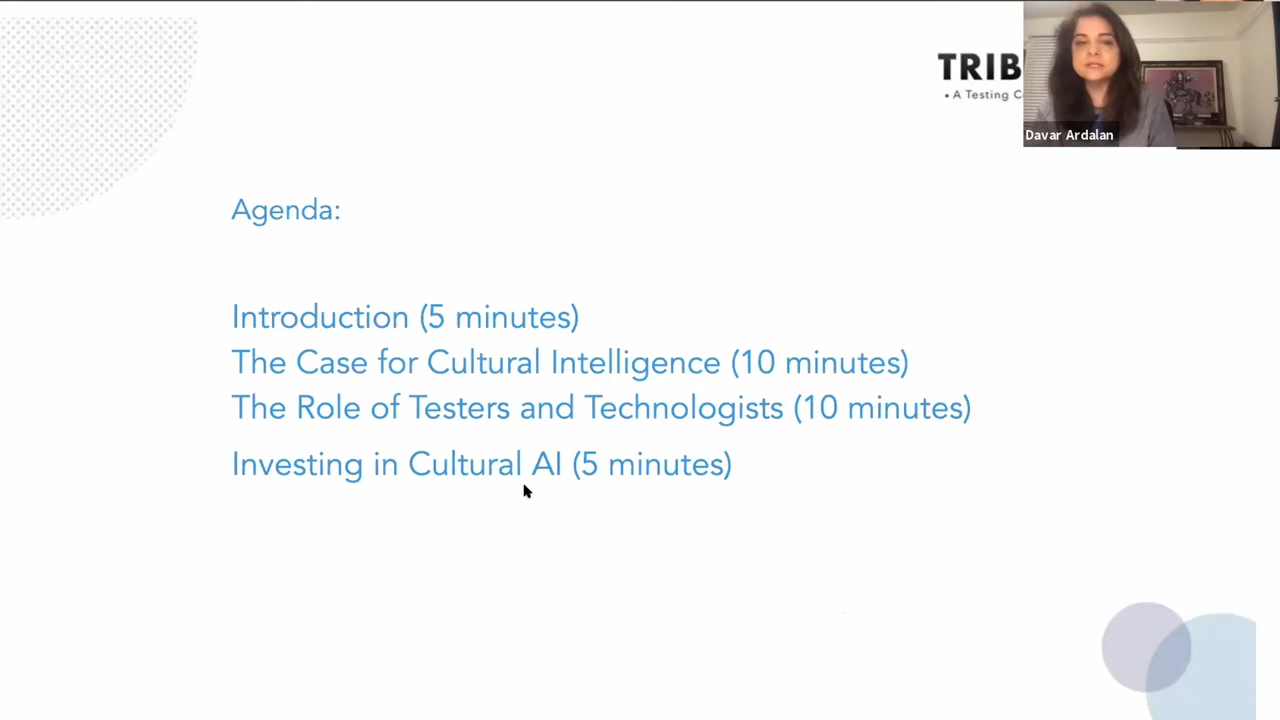 TRIB
• A Testing
Davar Ardalan
Agenda:
Introduction (5 minutes)
The Case for Cultural Intelligence (10 minutes)
The Role of Testers and Technologists (10 minutes)
Investing in Cultural AI (5 minutes)